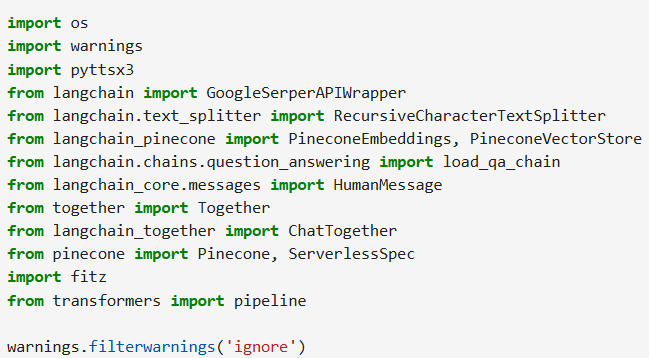 import os
import warnings
import pyttsx3
from langchain import GoogleSerperAPIWrapper
from langchain.text_splitter import RecursiveCharacterTextSplitter
from langchain_pinecone import PineconeEmbeddings, PineconeVectorStore
from langchain.chains.question_answering import load_qa_chain
from langchain_core.messages import HumanMessage
from together import Together
from langchain_together import ChatTogether
from pinecone import Pinecone, ServerlessSpec
import fitz
from transformers import pipeline

warnings.filterwarnings('ignore')